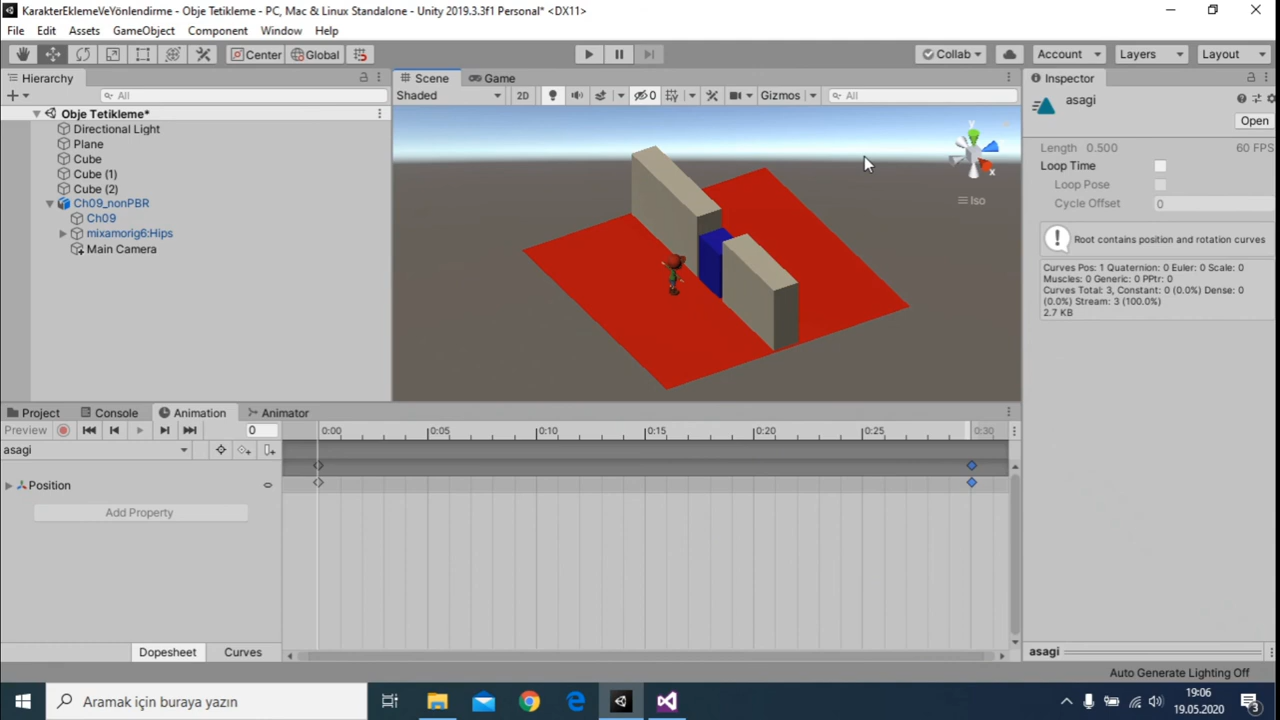 KarakterEklemeVeYönlendirme - Obje Tetikleme - PC, Mac & Linux Standalone - Unity 2019.3.3f1 Personal* <DX11>
File Edit Assets GameObject Component Window Help
Center Global Collab Account Layers Layout
Hierarchy Scene Game Inspector
All Shaded 2D 0 Gizmos All
asagi
Open
Obje Tetikleme*
Directional Light
Plane
Cube
Cube (1)
Cube (2)
Ch09_nonPBR
Ch09
mixamorig6:Hips
Main Camera
y
x
Iso
Length 0.500 60 FPS
Loop Time
Loop Pose
Cycle Offset 0
Root contains position and rotation curves
Curves Pos: 1 Quaternion: 0 Euler: 0 Scale: 0
Muscles: 0 Generic: 0 PPtr: 0
Curves Total: 3, Constant: 0 (0.0%) Dense: 0
(0.0%) Stream: 3 (100.0%)
2.7 KB
Project Console Animation Animator
Preview 0 0:00 0:05 0:10 0:15 0:20 0:25 0:30
asagi
Position
Add Property
Dopesheet Curves
asagi
Auto Generate Lighting Off
Aramak için buraya yazın
19:06
19.05.2020
3